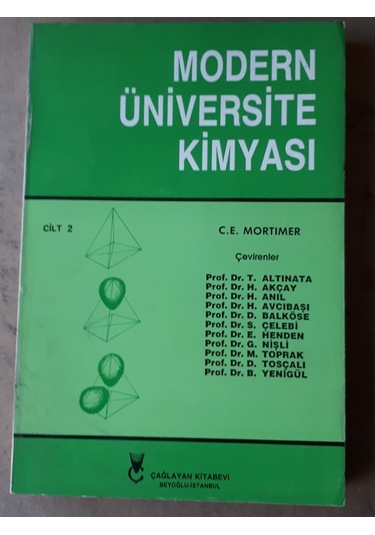 MODERN
ÜNİVERSİTE
KİMYASI
CİLT 2
C.E. MORTIMER
Çevirenler
Prof. Dr. T. ALTINATA
Prof. Dr. H. AKÇAY
Prof. Dr. H. ANIL
Prof. Dr. H. AVCIBAŞI
Prof. Dr. D. BALKÖSE
Prof. Dr. S. ÇELEBİ
Prof. Dr. E. HENDEN
Prof. Dr. G. NİŞLİ
Prof. Dr. M. TOPRAK
Prof. Dr. D. TOSÇALI
Prof. Dr. B. YENİGÜL
ÇAĞLAYAN KİTABEVİ
BEYOĞLU-İSTANBUL